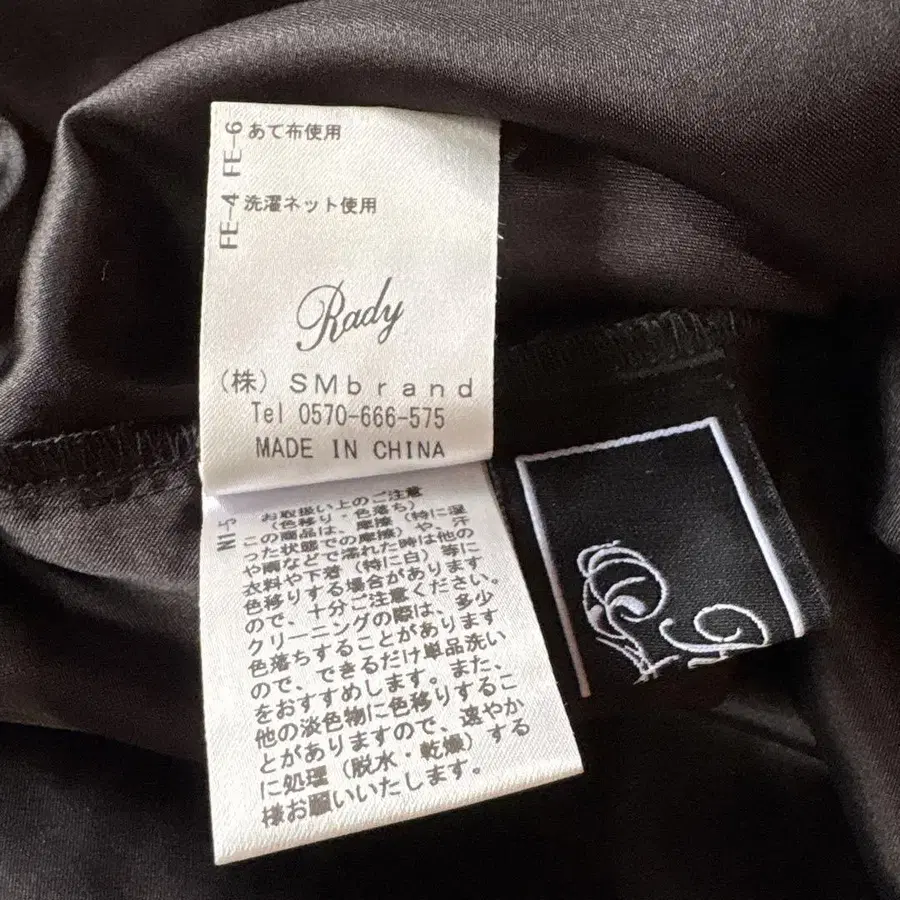 FE-6 あて布使用
FE-4 洗濯ネット使用
Rady
(株) SMbrand
Tel 0570-666-575
MADE IN CHINA
NI-5
お取扱い上のご注意
(色移り・色落ち)
この商品は、摩擦(特に湿
った状態での摩擦)や、汗
や雨などで濡れた時は他の
衣料や下着(特に白)等に
色移りする場合があります
ので、十分ご注意ください。
クリーニングの際は、多少
色落ちすることがあります
ので、できるだけ単品洗い
をおすすめします。また、
他の淡色物に色移りするこ
とがありますので、速やか
に処理(脱水・乾燥)する
様お願いいたします。